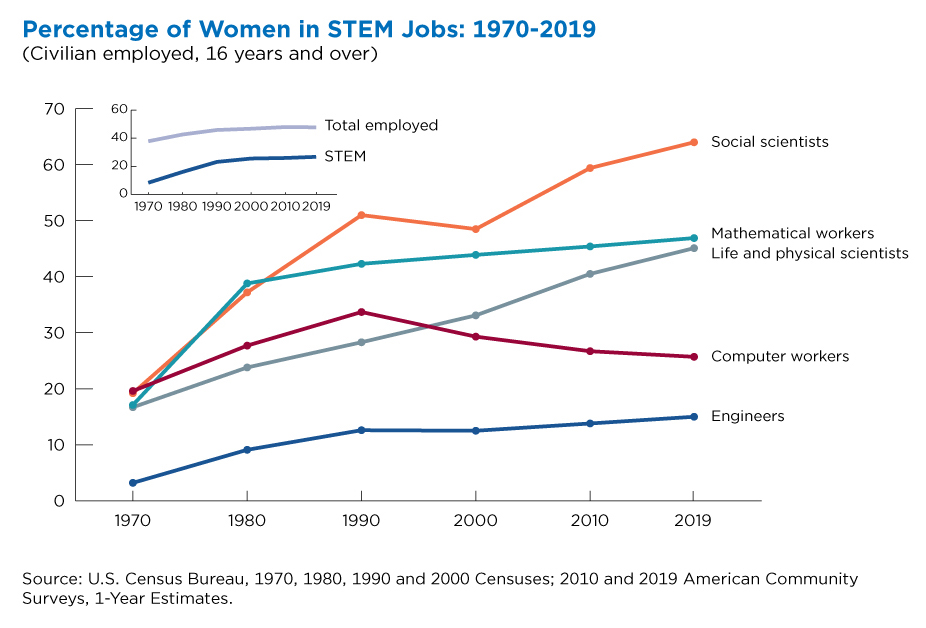 Percentage of Women in STEM Jobs: 1970-2019
(Civilian employed, 16 years and over)
70
60
50
40
30
20
10
0
60
40
20
0
Total employed
STEM
1970 1980 1990 2000 2010 2019
Social scientists
Mathematical workers
Life and physical scientists
Computer workers
Engineers
1970 1980 1990 2000 2010 2019
Source: U.S. Census Bureau, 1970, 1980, 1990 and 2000 Censuses; 2010 and 2019 American Community
Surveys, 1-Year Estimates.